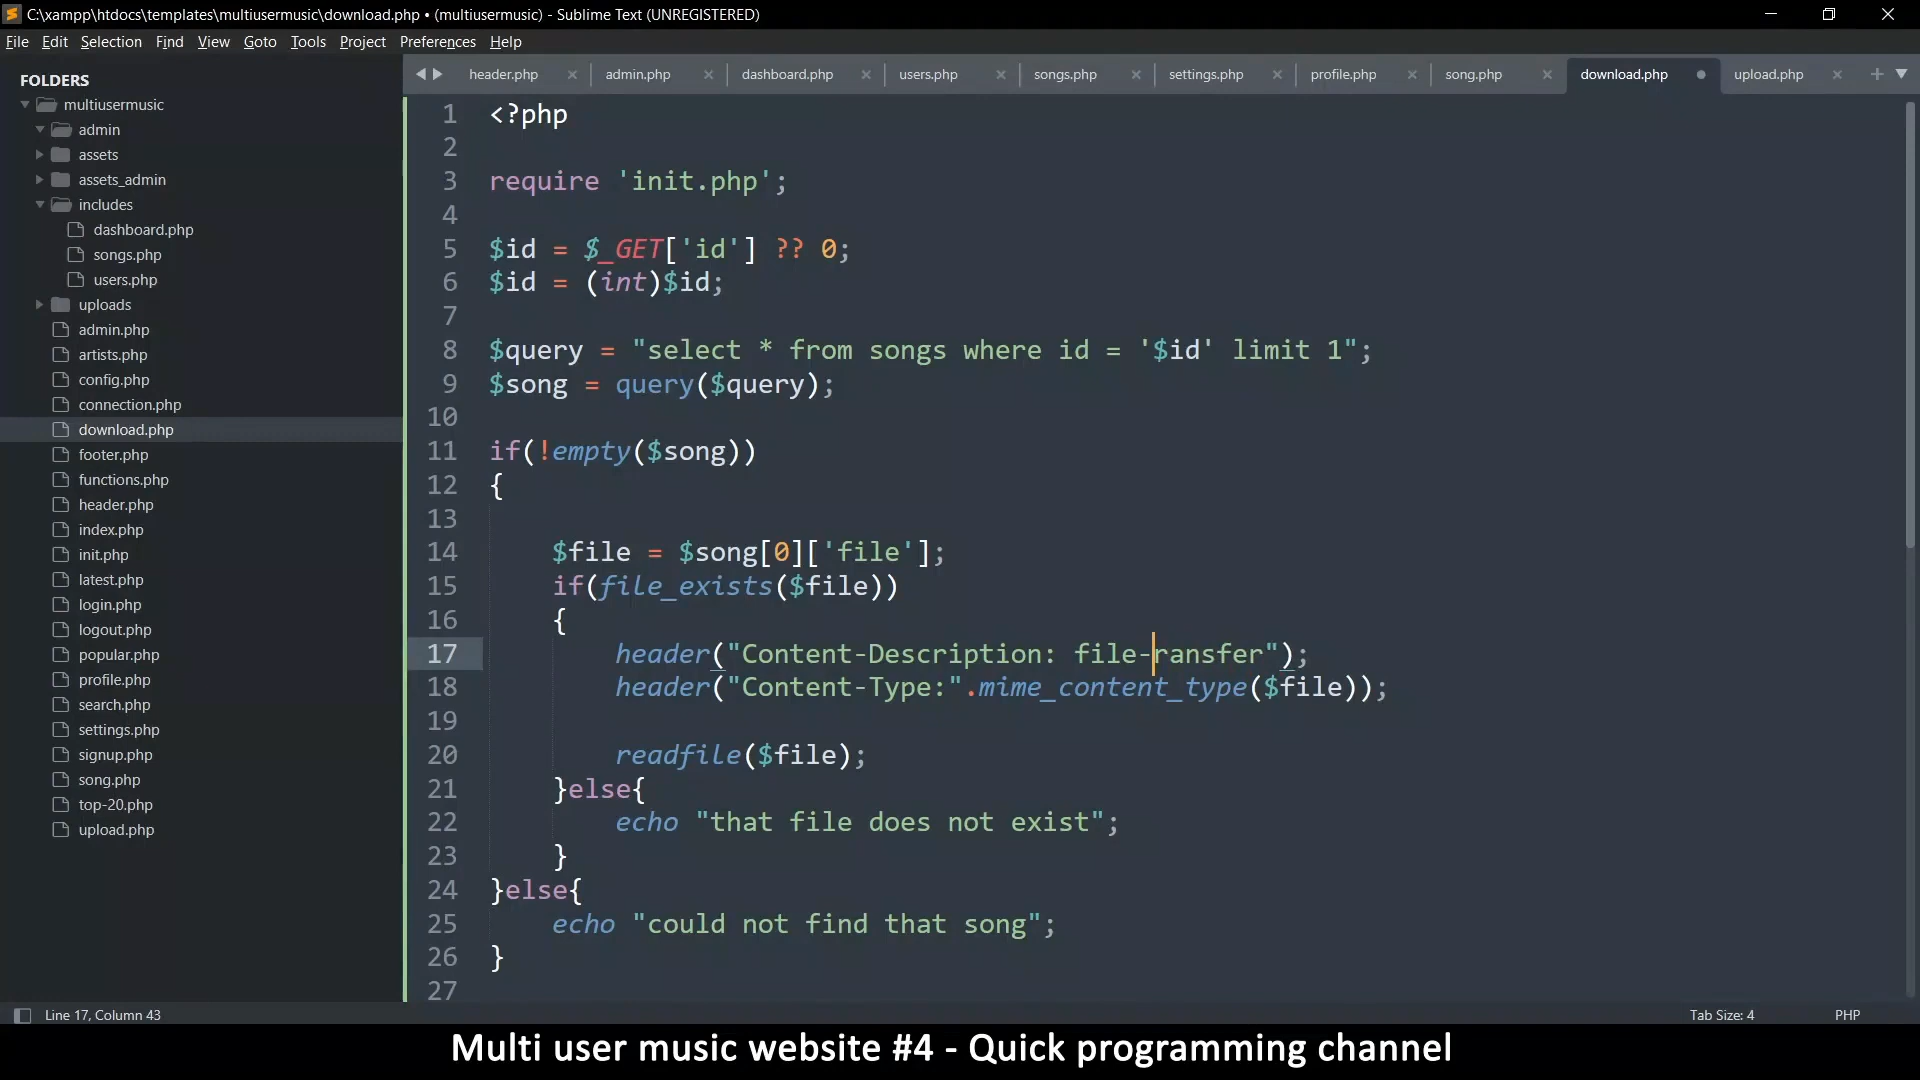 C:\xampp\htdocs\templates\multiusermusic\download.php • (multiusermusic) - Sublime Text (UNREGISTERED)
File Edit Selection Find View Goto Tools Project Preferences Help
FOLDERS
multiusermusic
admin
assets
assets_admin
includes
dashboard.php
songs.php
users.php
uploads
admin.php
artists.php
config.php
connection.php
download.php
footer.php
functions.php
header.php
index.php
init.php
latest.php
login.php
logout.php
popular.php
profile.php
search.php
settings.php
signup.php
song.php
top-20.php
upload.php
header.php admin.php dashboard.php users.php songs.php settings.php profile.php song.php download.php upload.php
1 <?php
2
3 require 'init.php';
4
5 $id = $_GET['id'] ?? 0;
6 $id = (int)$id;
7
8 $query = "select * from songs where id = '$id' limit 1";
9 $song = query($query);
10
11 if(!empty($song))
12 {
13
14 $file = $song[0]['file'];
15 if(file_exists($file))
16 {
17 header("Content-Description: file-ransfer");
18 header("Content-Type:".mime_content_type($file));
19
20 readfile($file);
21 }else{
22 echo "that file does not exist";
23 }
24 }else{
25 echo "could not find that song";
26 }
27
Line 17, Column 43
Tab Size: 4
PHP
Multi user music website #4 - Quick programming channel